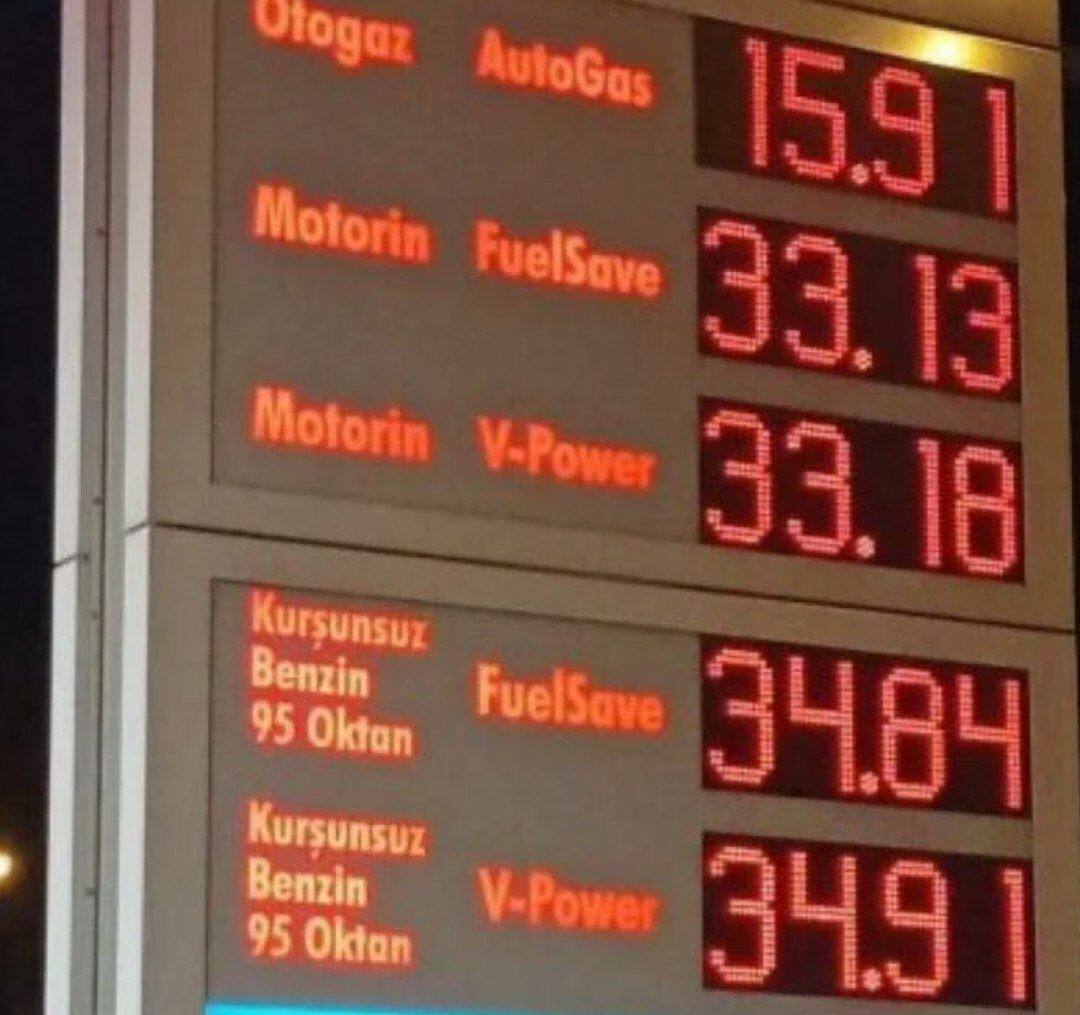 Otogaz AutoGas 15.91
Motorin FuelSave 33.13
Motorin V-Power 33.18
Kurşunsuz
Benzin
95 Oktan
FuelSave 34.84
Kurşunsuz
Benzin
95 Oktan
V-Power 34.91